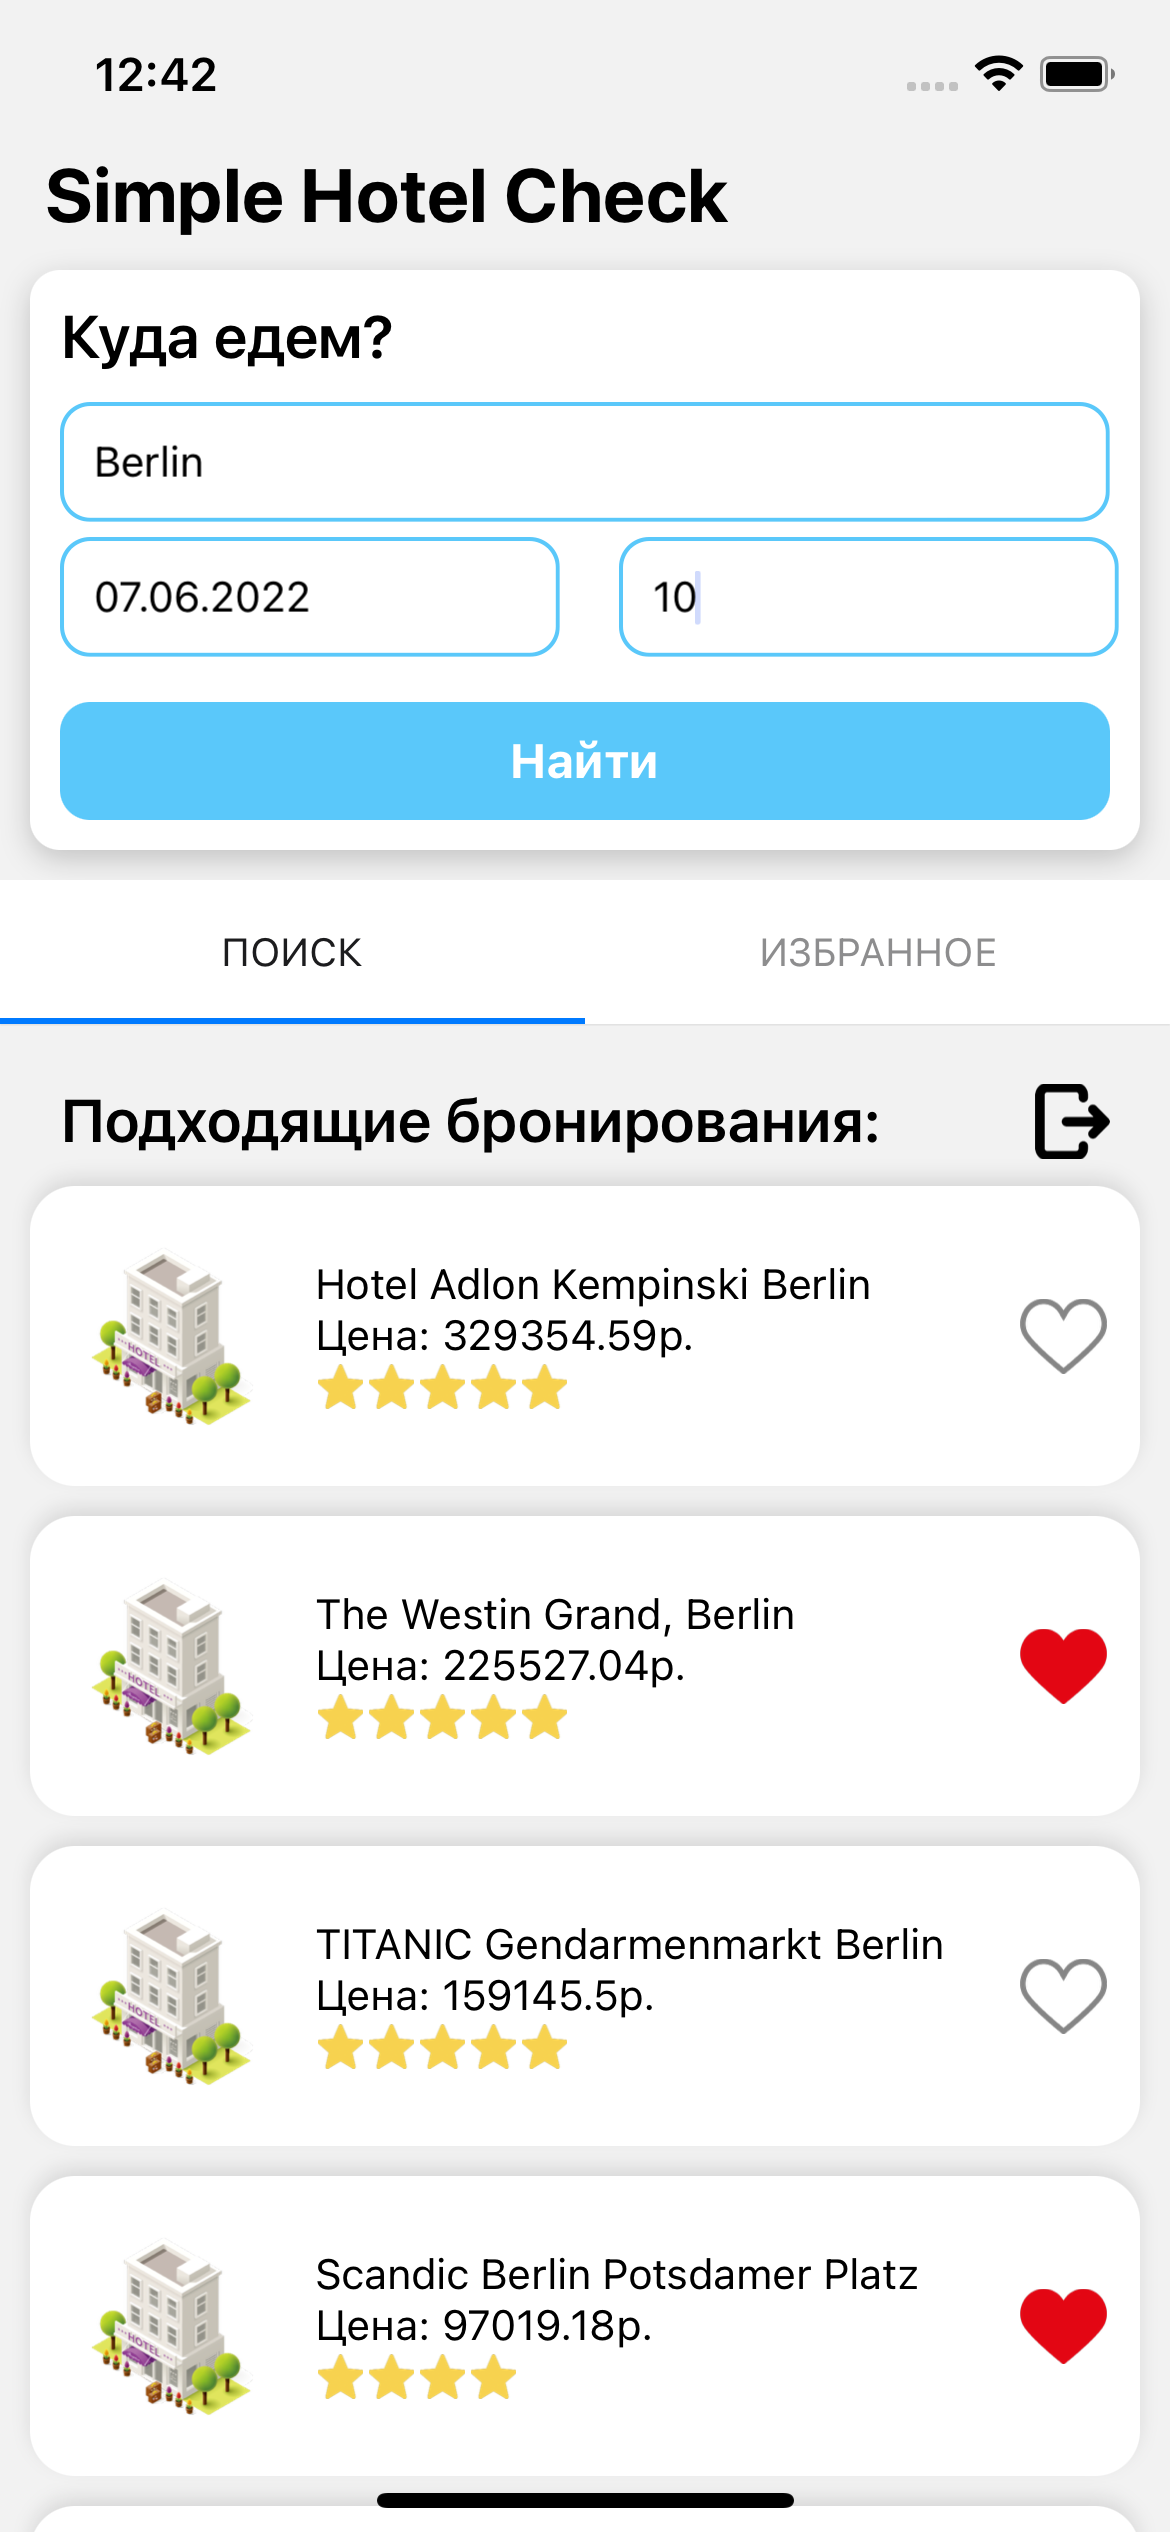 12:42
Simple Hotel Check
Куда едем?
Berlin
07.06.2022
10
Найти
ПОИСК
ИЗБРАННОЕ
Подходящие бронирования:
HOTEL
Hotel Adlon Kempinski Berlin
Цена: 329354.59р.
HOTEL
The Westin Grand, Berlin
Цена: 225527.04р.
HOTEL
TITANIC Gendarmenmarkt Berlin
Цена: 159145.5р.
HOTEL
Scandic Berlin Potsdamer Platz
Цена: 97019.18р.